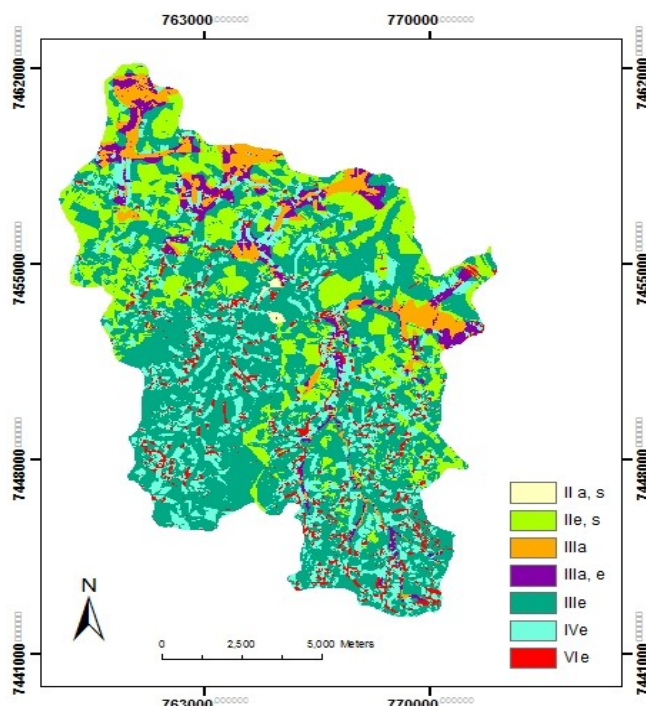 763000 770000
7462000 7462000
7455000 7455000
7448000 7448000
II a, s
IIe, s
IIIa
IIIa, e
IIIe
IVe
VIe
N
0 2,500 5,000 Meters
7441000 7441000
763000 770000